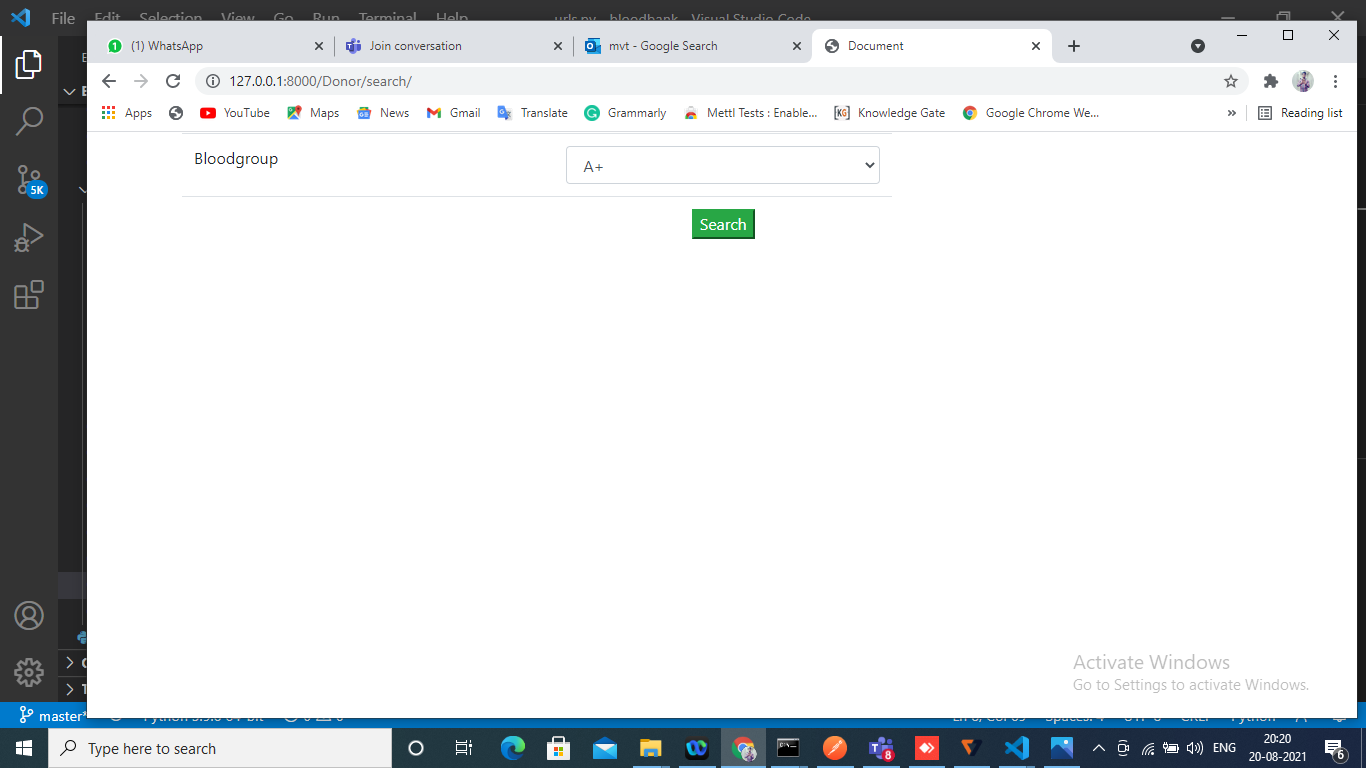 File Edit Selection View Go Run Terminal Help urls.py - bloodbank - Visual Studio Code
(1) WhatsApp
Join conversation
mvt - Google Search
Document
127.0.0.1:8000/Donor/search/
Apps YouTube Maps News Gmail Translate Grammarly Mettl Tests : Enable... Knowledge Gate Google Chrome We... » Reading list
Bloodgroup A+
Search
5K
Activate Windows
Go to Settings to activate Windows.
master*
Type here to search
8
ENG
20:20
20-08-2021
6